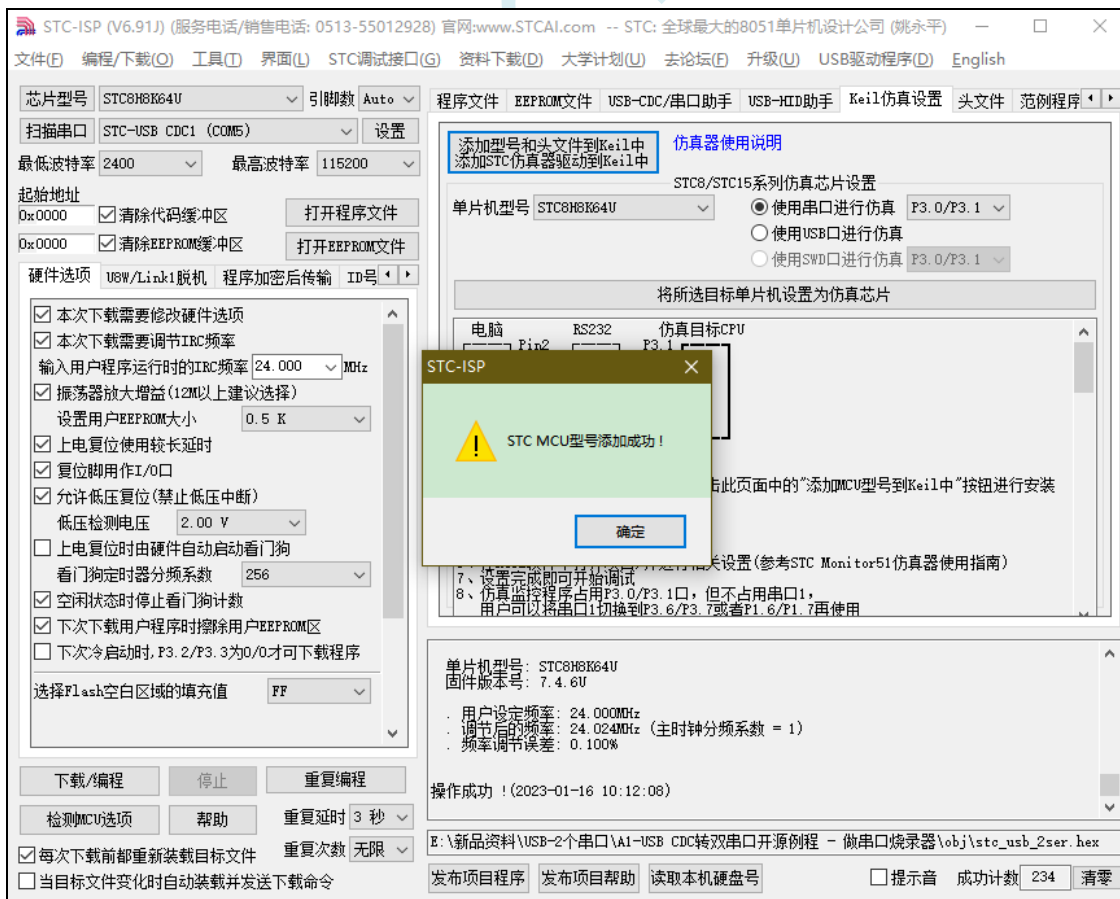 STC-ISP (V6.91J) (服务电话/销售电话: 0513-55012928) 官网:www.STCAI.com -- STC: 全球最大的8051单片机设计公司 (姚永平)
文件(F) 编程/下载(O) 工具(T) 界面(L) STC调试接口(G) 资料下载(D) 大学计划(U) 去论坛(F) 升级(U) USB驱动程序(D) English
芯片型号 STC8H8K64U 引脚数 Auto
扫描串口 STC-USB CDC1 (COM5) 设置
最低波特率 2400 最高波特率 115200
起始地址
0x0000 清除代码缓冲区 打开程序文件
0x0000 清除EEPROM缓冲区 打开EEPROM文件
硬件选项 U8W/Link1脱机 程序加密后传输 ID号
本次下载需要修改硬件选项
本次下载需要调节IRC频率
输入用户程序运行时的IRC频率 24.000 MHz
振荡器放大增益(12M以上建议选择)
设置用户EEPROM大小 0.5 K
上电复位使用较长延时
复位脚用作I/O口
允许低压复位(禁止低压中断)
低压检测电压 2.00 V
上电复位时由硬件自动启动看门狗
看门狗定时器分频系数 256
空闲状态时停止看门狗计数
下次下载用户程序时擦除用户EEPROM区
下次冷启动时,P3.2/P3.3为0/0才可下载程序
选择Flash空白区域的填充值 FF
下载/编程 停止 重复编程
检测MCU选项 帮助 重复延时 3 秒
每次下载前都重新装载目标文件 重复次数 无限
当目标文件变化时自动装载并发送下载命令
程序文件 EEPROM文件 USB-CDC/串口助手 USB-HID助手 Keil仿真设置 头文件 范例程序
添加型号和头文件到Keil中
添加STC仿真器驱动到Keil中
仿真器使用说明
STC8/STC15系列仿真芯片设置
单片机型号 STC8H8K64U 使用串口进行仿真 P3.0/P3.1
使用USB口进行仿真
使用SWD口进行仿真 P3.0/P3.1
将所选目标单片机设置为仿真芯片
电脑 RS232 仿真目标CPU
Pin2 P3.1
STC-ISP
STC MCU型号添加成功！
确定
击此页面中的"添加MCU型号到Keil中"按钮进行安装
关设置(参考STC Monitor51仿真器使用指南)
7、设置完成即可开始调试
8、仿真监控程序占用P3.0/P3.1口，但不占用串口1，
用户可以将串口1切换到P3.6/P3.7或者P1.6/P1.7再使用
单片机型号: STC8H8K64U
固件版本号: 7.4.6U
. 用户设定频率: 24.000MHz
. 调节后的频率: 24.024MHz (主时钟分频系数 = 1)
. 频率调节误差: 0.100%
操作成功 !(2023-01-16 10:12:08)
E:\新品资料\USB-2个串口\A1-USB CDC转双串口开源例程 - 做串口烧录器\obj\stc_usb_2ser.hex
发布项目程序 发布项目帮助 读取本机硬盘号 提示音 成功计数 234 清零